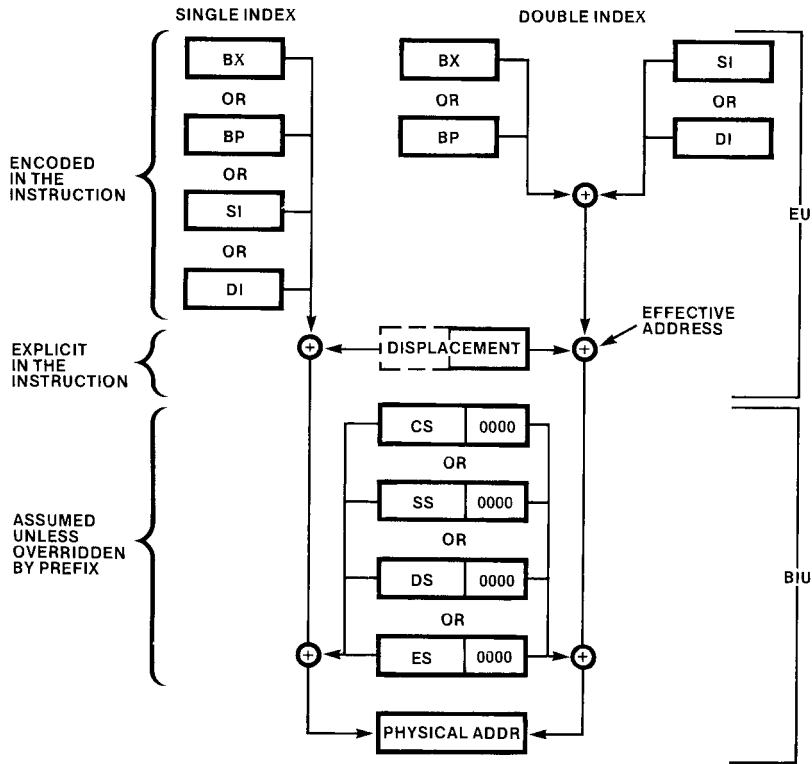 SINGLE INDEX
DOUBLE INDEX
BX
OR
BP
OR
SI
OR
DI
BX
OR
BP
SI
OR
DI
ENCODED
IN THE
INSTRUCTION
EU
EFFECTIVE
ADDRESS
EXPLICIT
IN THE
INSTRUCTION
DISPLACEMENT
CS 0000
OR
SS 0000
OR
DS 0000
OR
ES 0000
ASSUMED
UNLESS
OVERRIDDEN
BY PREFIX
BIU
PHYSICAL ADDR